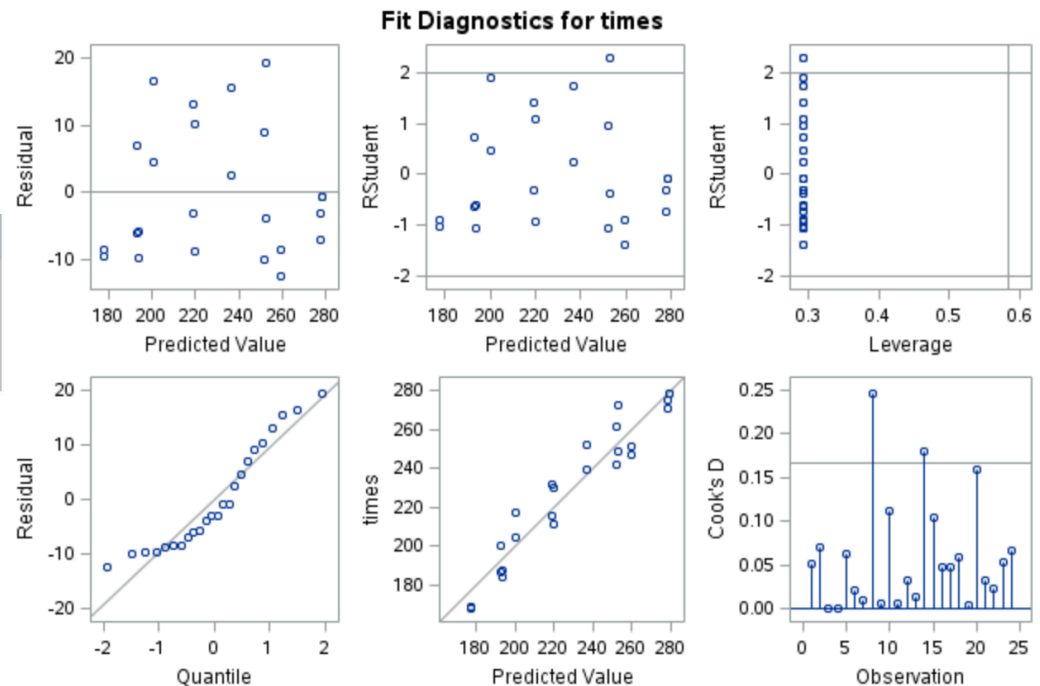 Fit Diagnostics for times
20
10
0
-10
Residual
180 200 220 240 260 280
Predicted Value
2
1
0
-1
-2
RStudent
180 200 220 240 260 280
Predicted Value
2
1
0
-1
-2
RStudent
0.3 0.4 0.5 0.6
Leverage
20
10
0
-10
-20
Residual
-2 -1 0 1 2
Quantile
280
260
240
220
200
180
times
180 200 220 240 260 280
Predicted Value
0.25
0.20
0.15
0.10
0.05
0.00
Cook's D
0 5 10 15 20 25
Observation